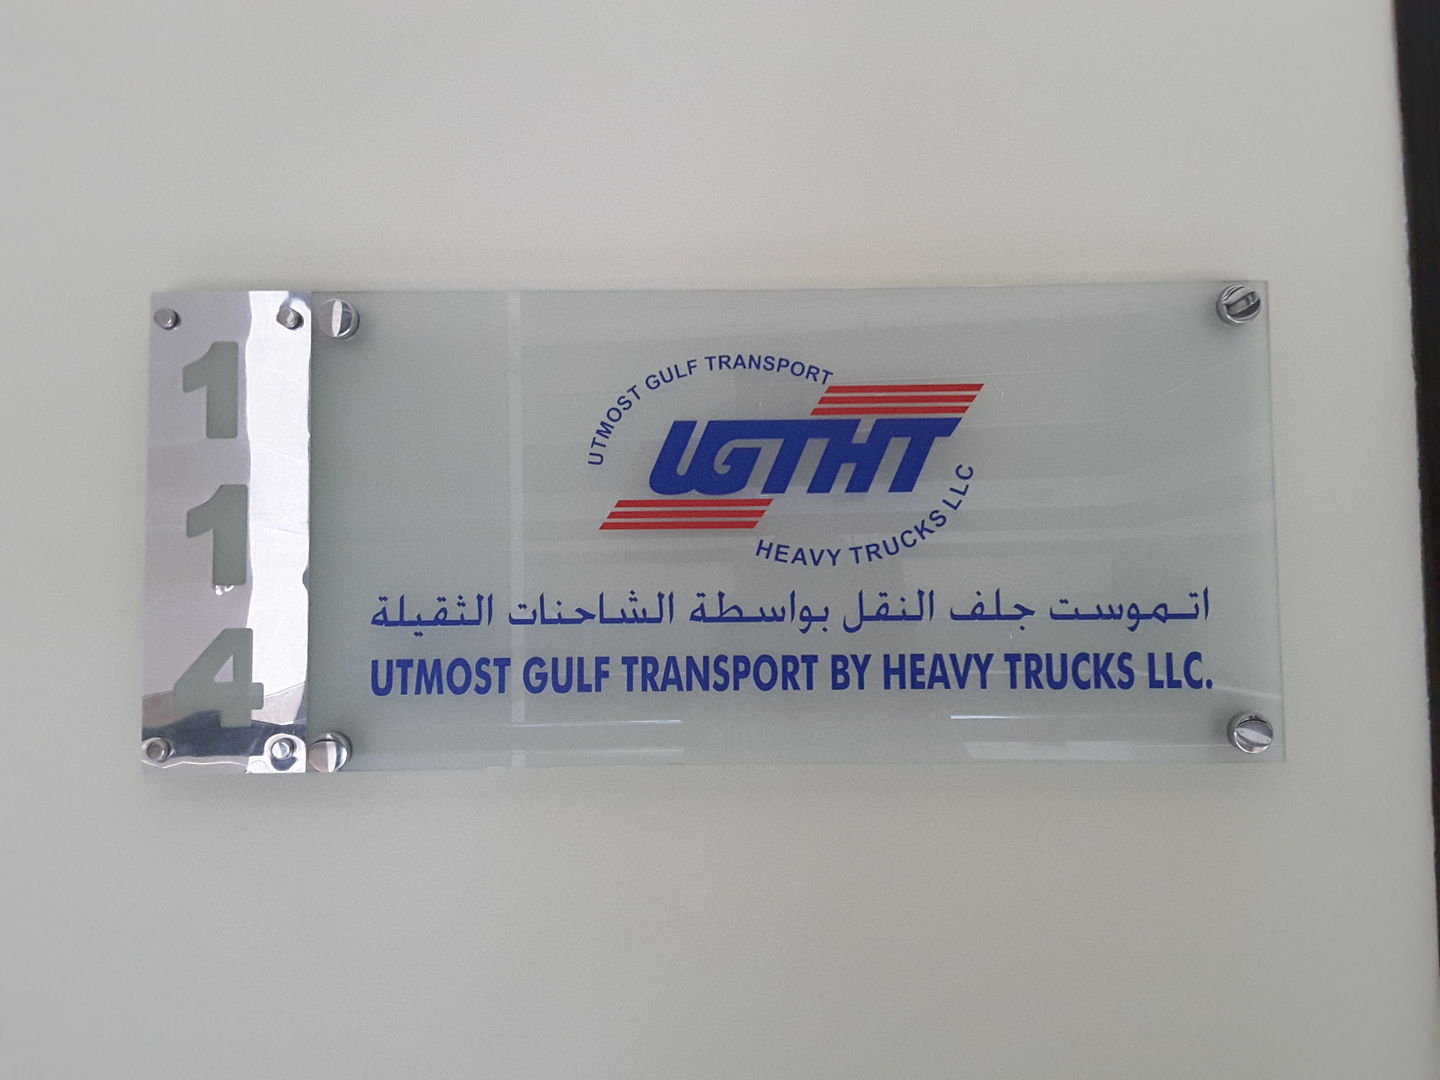 114
UTMOST GULF TRANSPORT
UGTHT
HEAVY TRUCKS LLC
اتموست جلف النقل بواسطة الشاحنات الثقيلة
UTMOST GULF TRANSPORT BY HEAVY TRUCKS LLC.